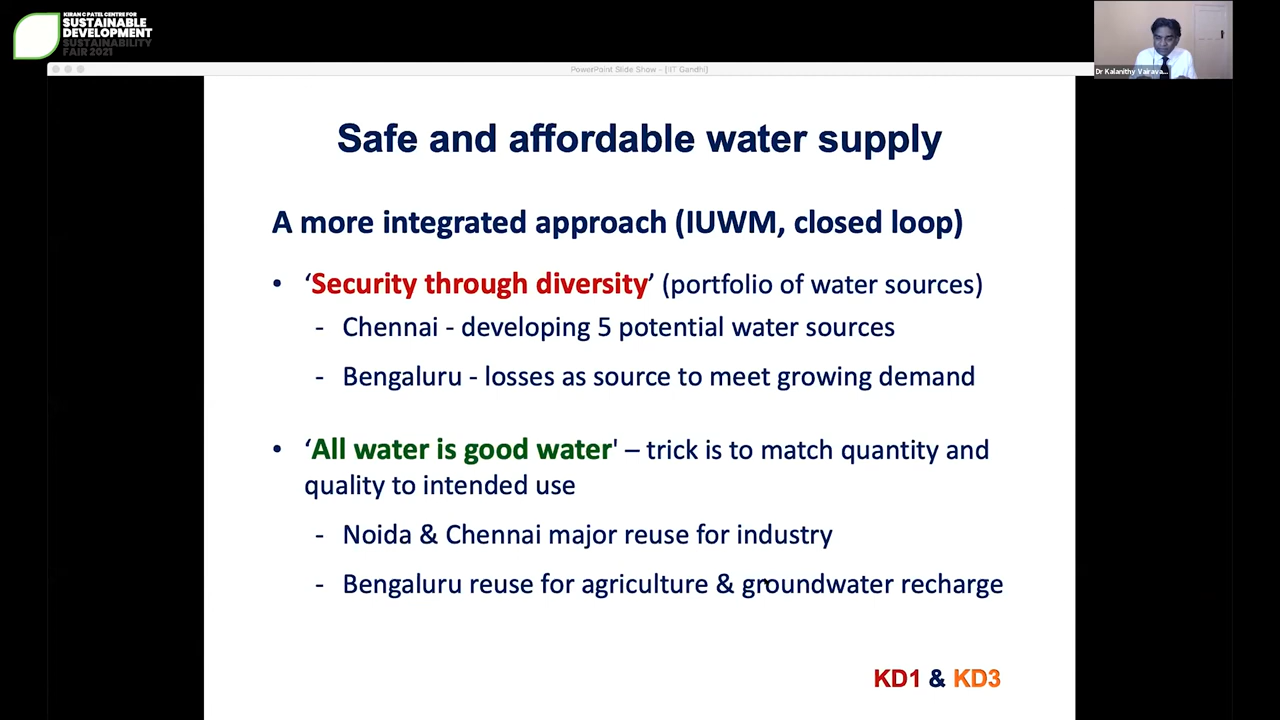 KIRAN C PATEL CENTRE FOR
SUSTAINABLE
DEVELOPMENT
SUSTAINABILITY
FAIR 2021
PowerPoint Slide Show - [IIT Gandhi]
Dr Kalanithy Vairava...
Safe and affordable water supply
A more integrated approach (IUWM, closed loop)
• ‘Security through diversity’ (portfolio of water sources)
- Chennai - developing 5 potential water sources
- Bengaluru - losses as source to meet growing demand
• ‘All water is good water' – trick is to match quantity and
quality to intended use
- Noida & Chennai major reuse for industry
- Bengaluru reuse for agriculture & groundwater recharge
KD1 & KD3